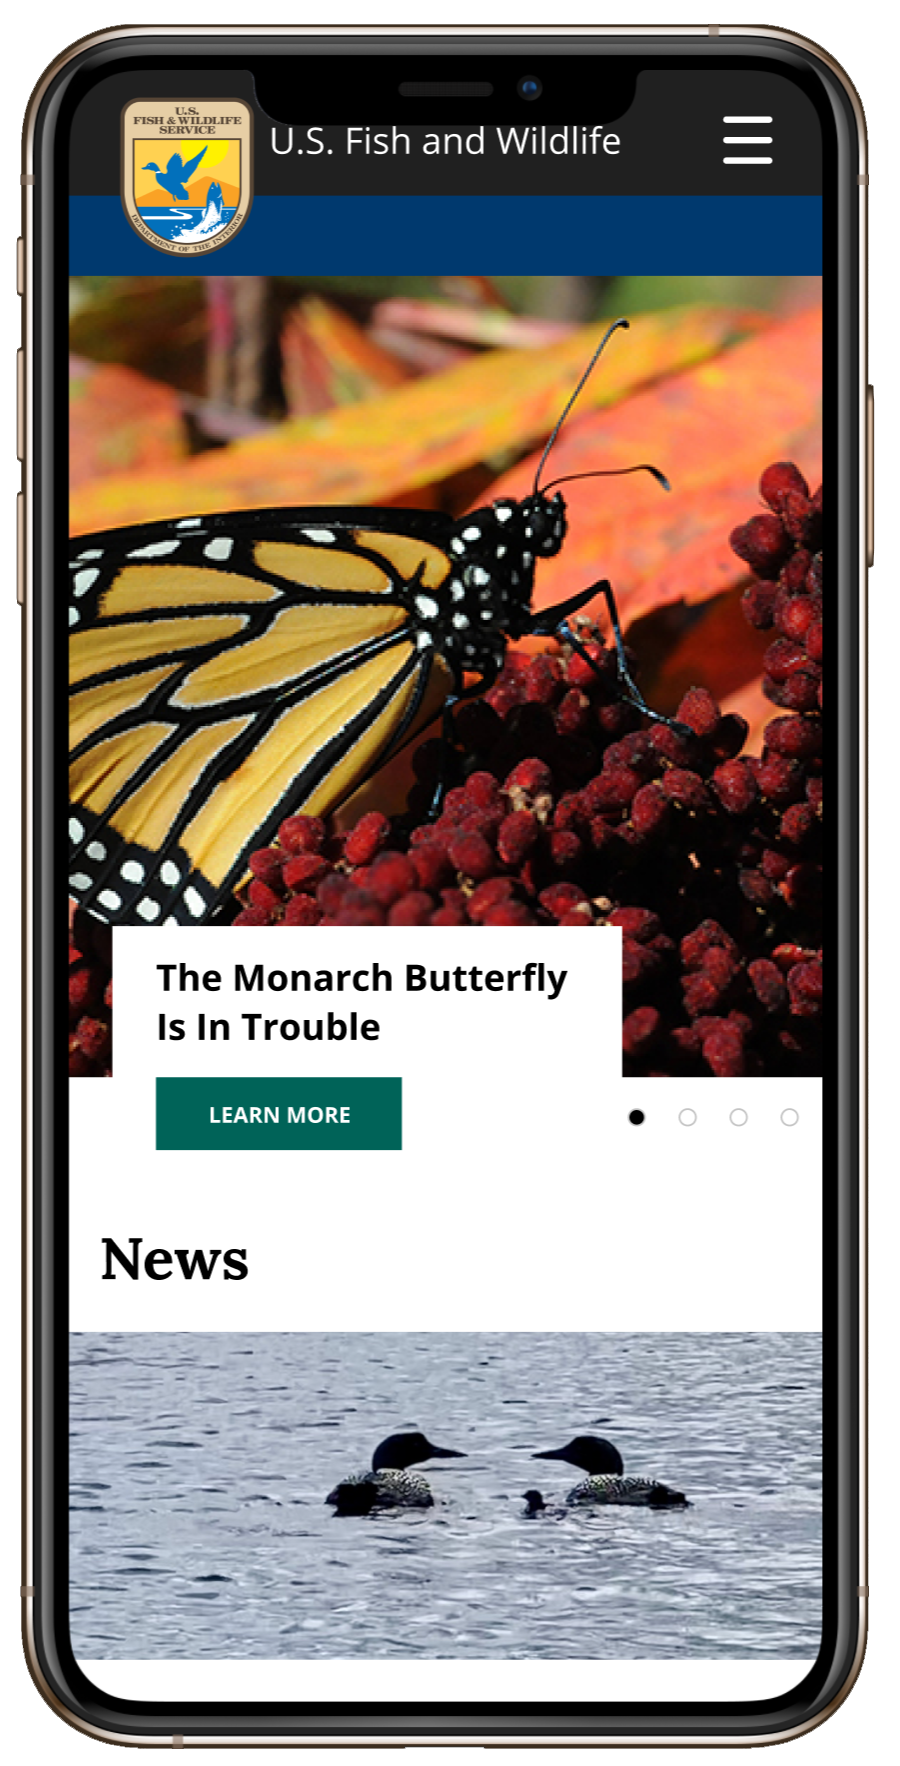 U.S.
FISH & WILDLIFE
SERVICE
DEPARTMENT OF THE INTERIOR
U.S. Fish and Wildlife
The Monarch Butterfly
Is In Trouble
LEARN MORE
News